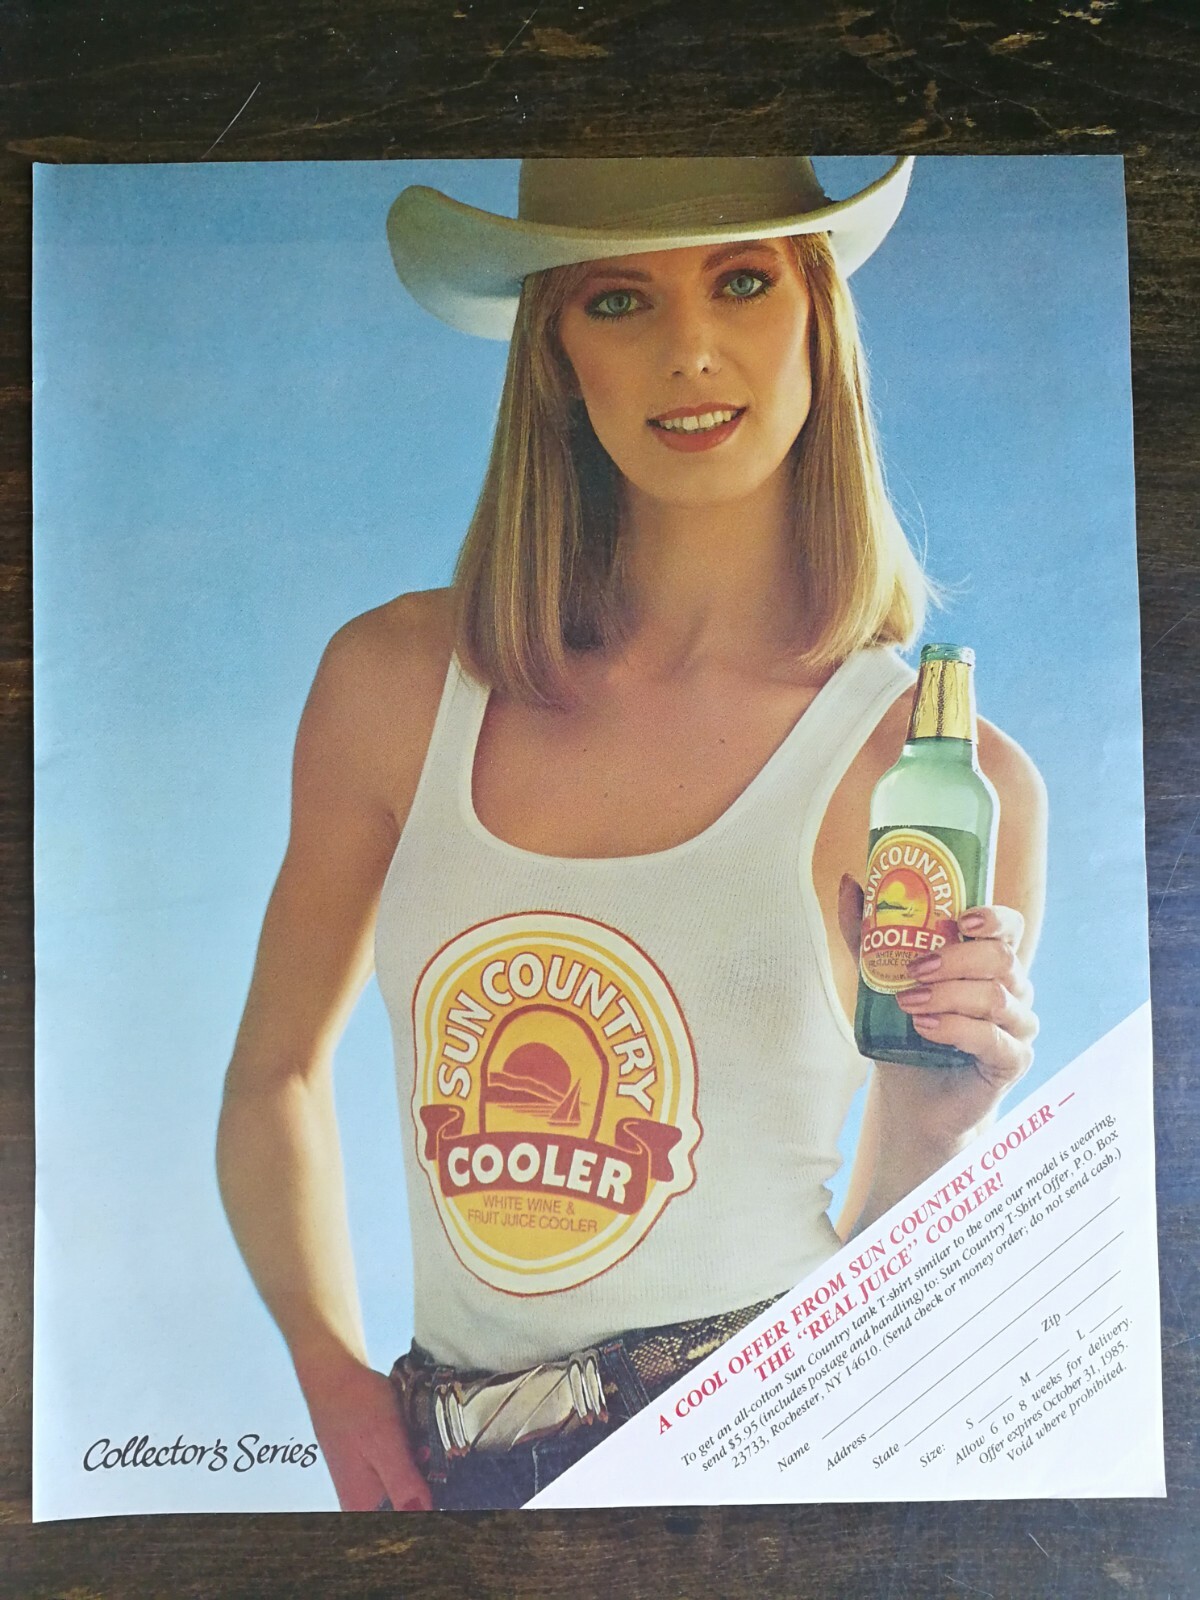 SUN COUNTRY
COOLER
WHITE WINE &
FRUIT JUICE COOLER
SUN COUNTRY
COOLER
WHITE WINE &
FRUIT JUICE
A COOL OFFER FROM SUN COUNTRY COOLER —
THE "REAL JUICE" COOLER!
To get an all-cotton Sun Country tank T-shirt similar to the one our model is wearing,
send $5.95 (includes postage and handling) to: Sun Country T-Shirt Offer, P.O. Box
23733, Rochester, NY 14610. (Send check or money order; do not send cash.)
Name
Address
State Zip
Size: S M L
Allow 6 to 8 weeks for delivery.
Offer expires October 31, 1985.
Void where prohibited.
Collector's Series